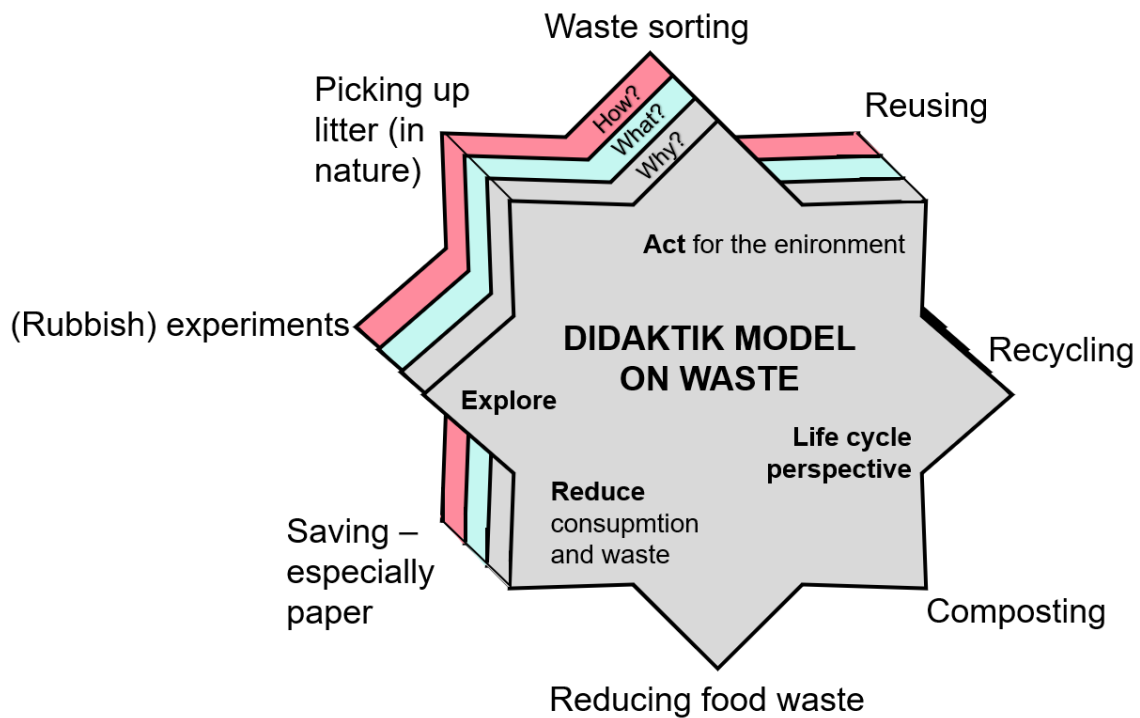 Waste sorting
Picking up
litter (in
nature)
How?
What?
Why?
Reusing
Act for the enironment
(Rubbish) experiments
DIDAKTIK MODEL
ON WASTE
Recycling
Explore
Life cycle
perspective
Reduce
consupmtion
and waste
Saving –
especially
paper
Composting
Reducing food waste